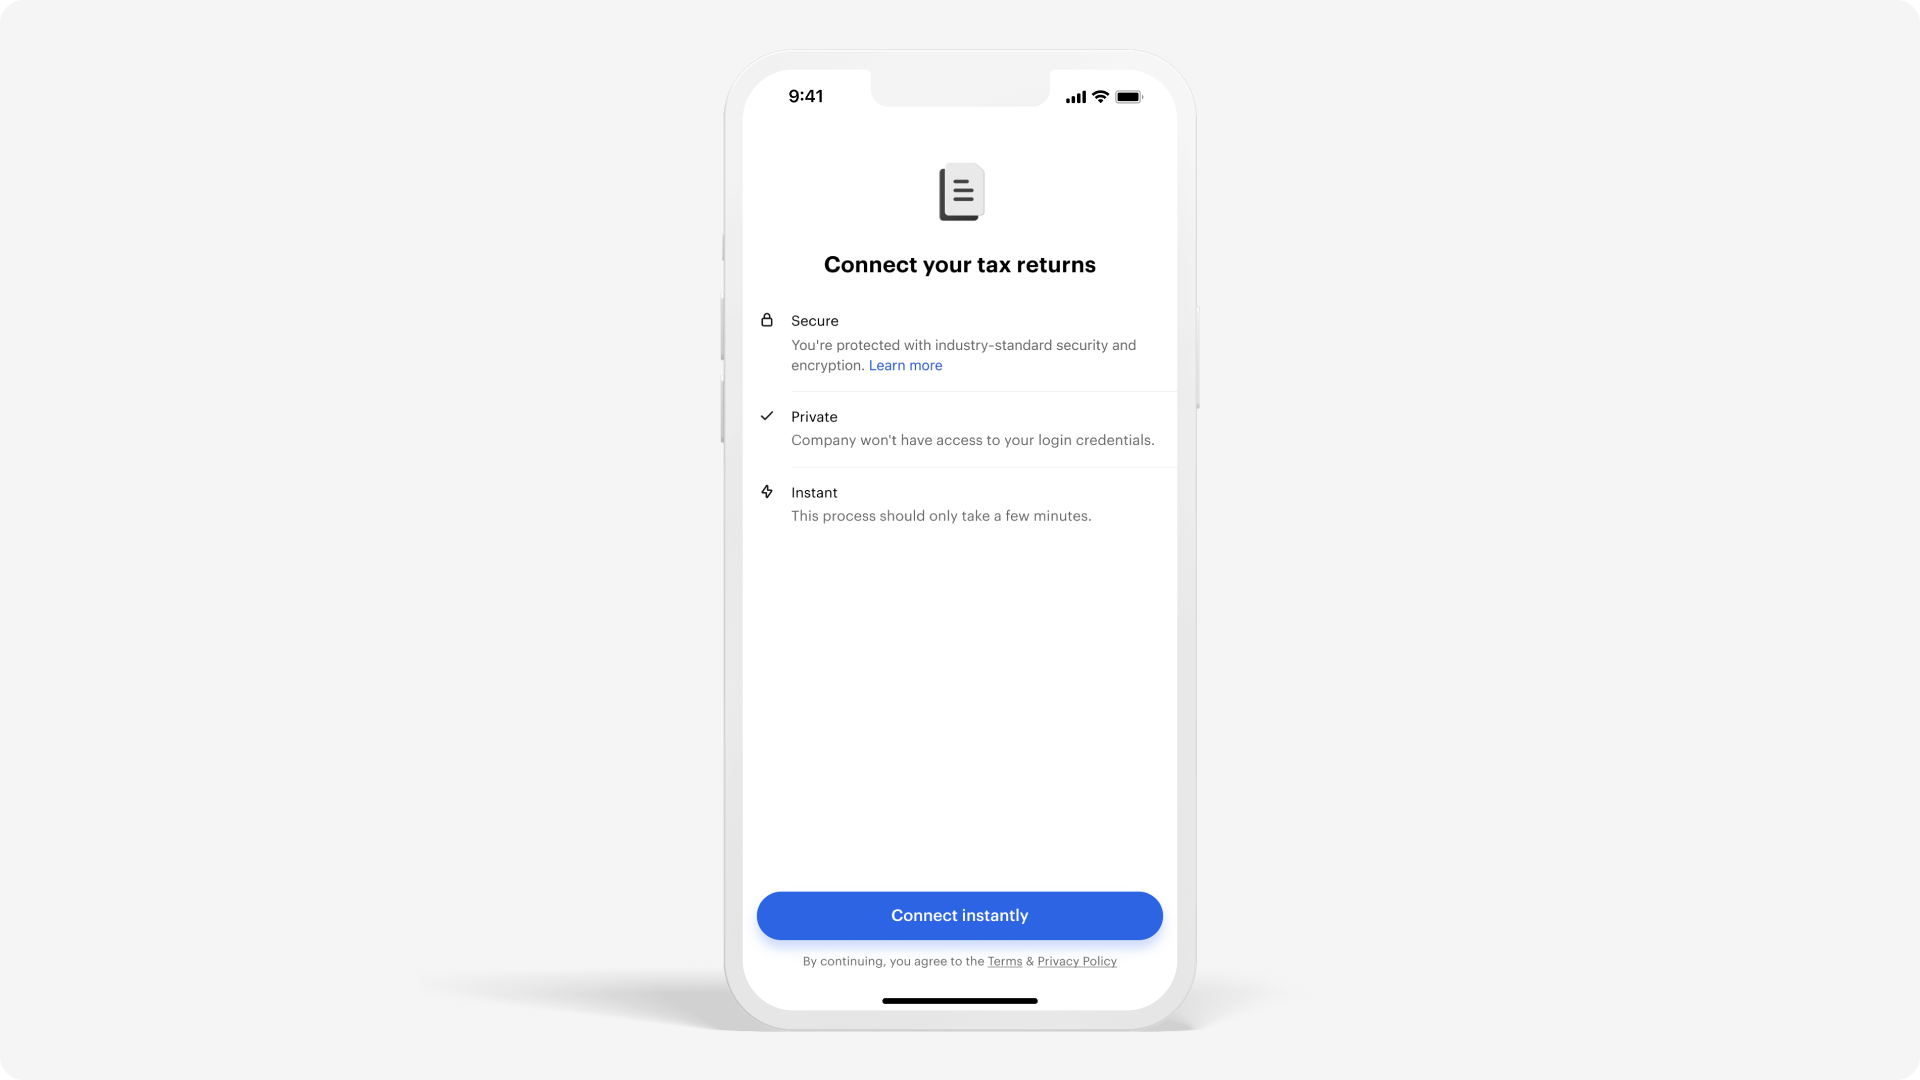 9:41
Connect your tax returns
Secure
You're protected with industry-standard security and
encryption. Learn more
Private
Company won't have access to your login credentials.
Instant
This process should only take a few minutes.
Connect instantly
By continuing, you agree to the Terms & Privacy Policy